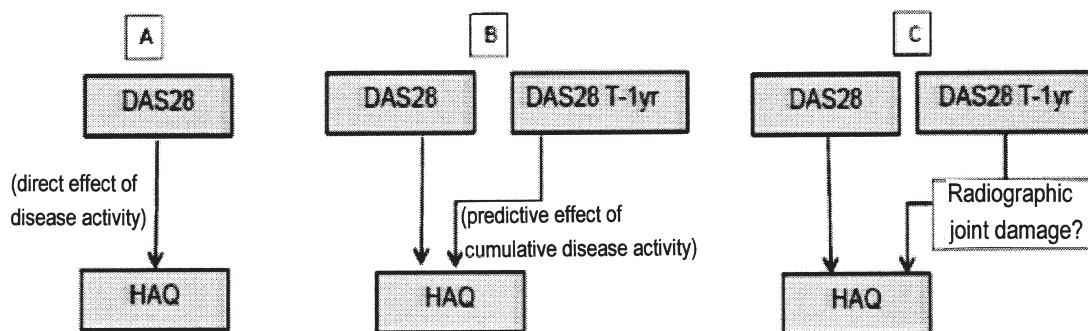 A
DAS28
(direct effect of
disease activity)
HAQ
B
DAS28
DAS28 T-1yr
(predictive effect of
cumulative disease activity)
HAQ
C
DAS28
DAS28 T-1yr
Radiographic
joint damage?
HAQ